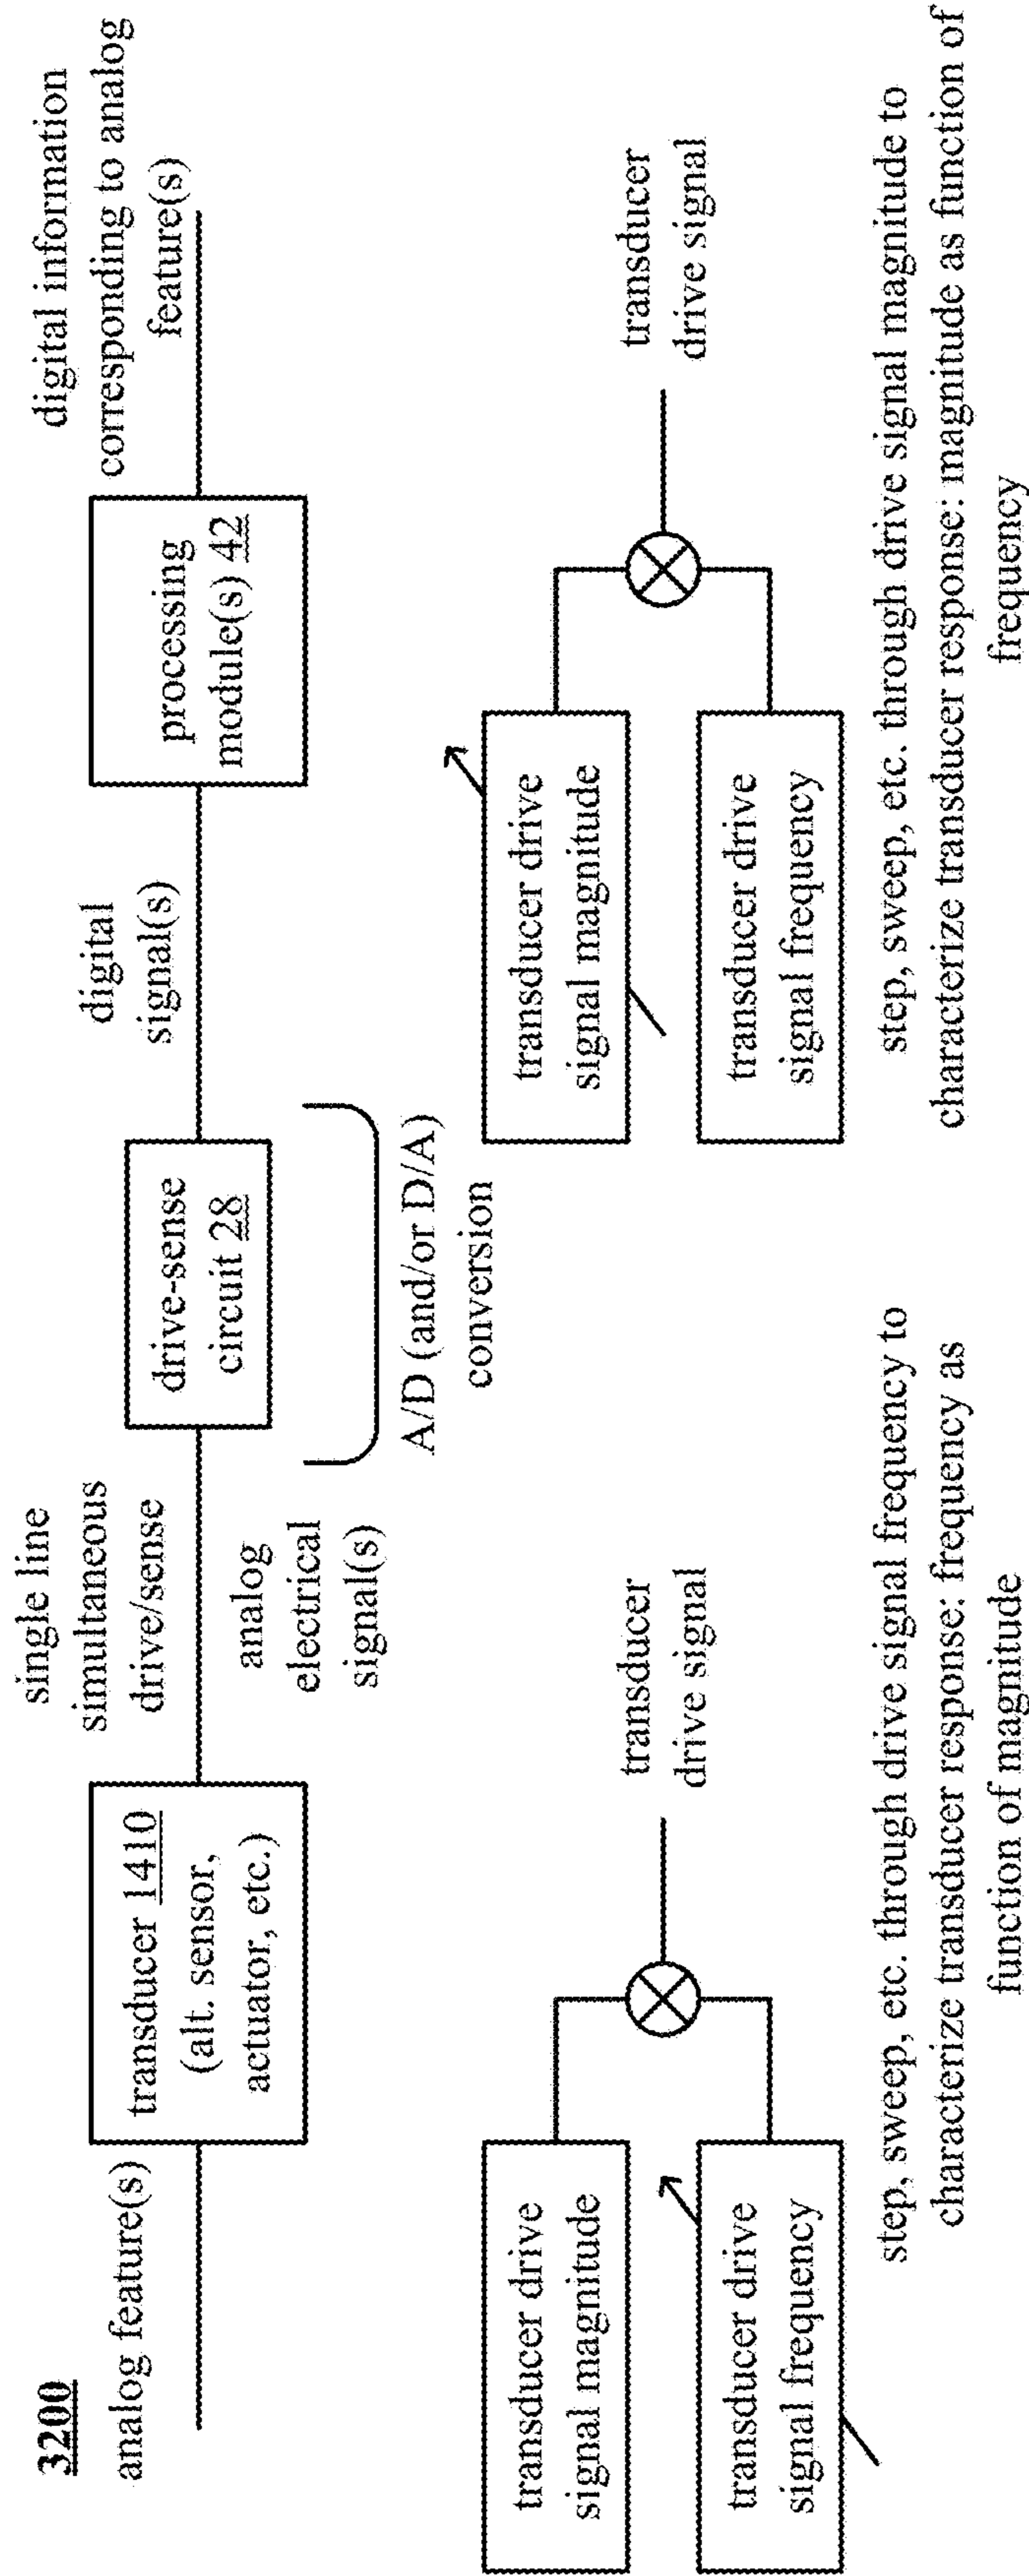 3200
analog feature(s)
transducer 1410
(alt. sensor,
actuator, etc.)
single line
simultaneous
drive/sense
analog
electrical
signal(s)
drive-sense
circuit 28
A/D (and/or D/A)
conversion
digital
signal(s)
processing
module(s) 42
digital information
corresponding to analog
feature(s)
transducer drive
signal magnitude
transducer drive
signal frequency
transducer
drive signal
step, sweep, etc. through drive signal frequency to
characterize transducer response: frequency as
function of magnitude
transducer drive
signal magnitude
transducer drive
signal frequency
transducer
drive signal
step, sweep, etc. through drive signal magnitude to
characterize transducer response: magnitude as function of
frequency